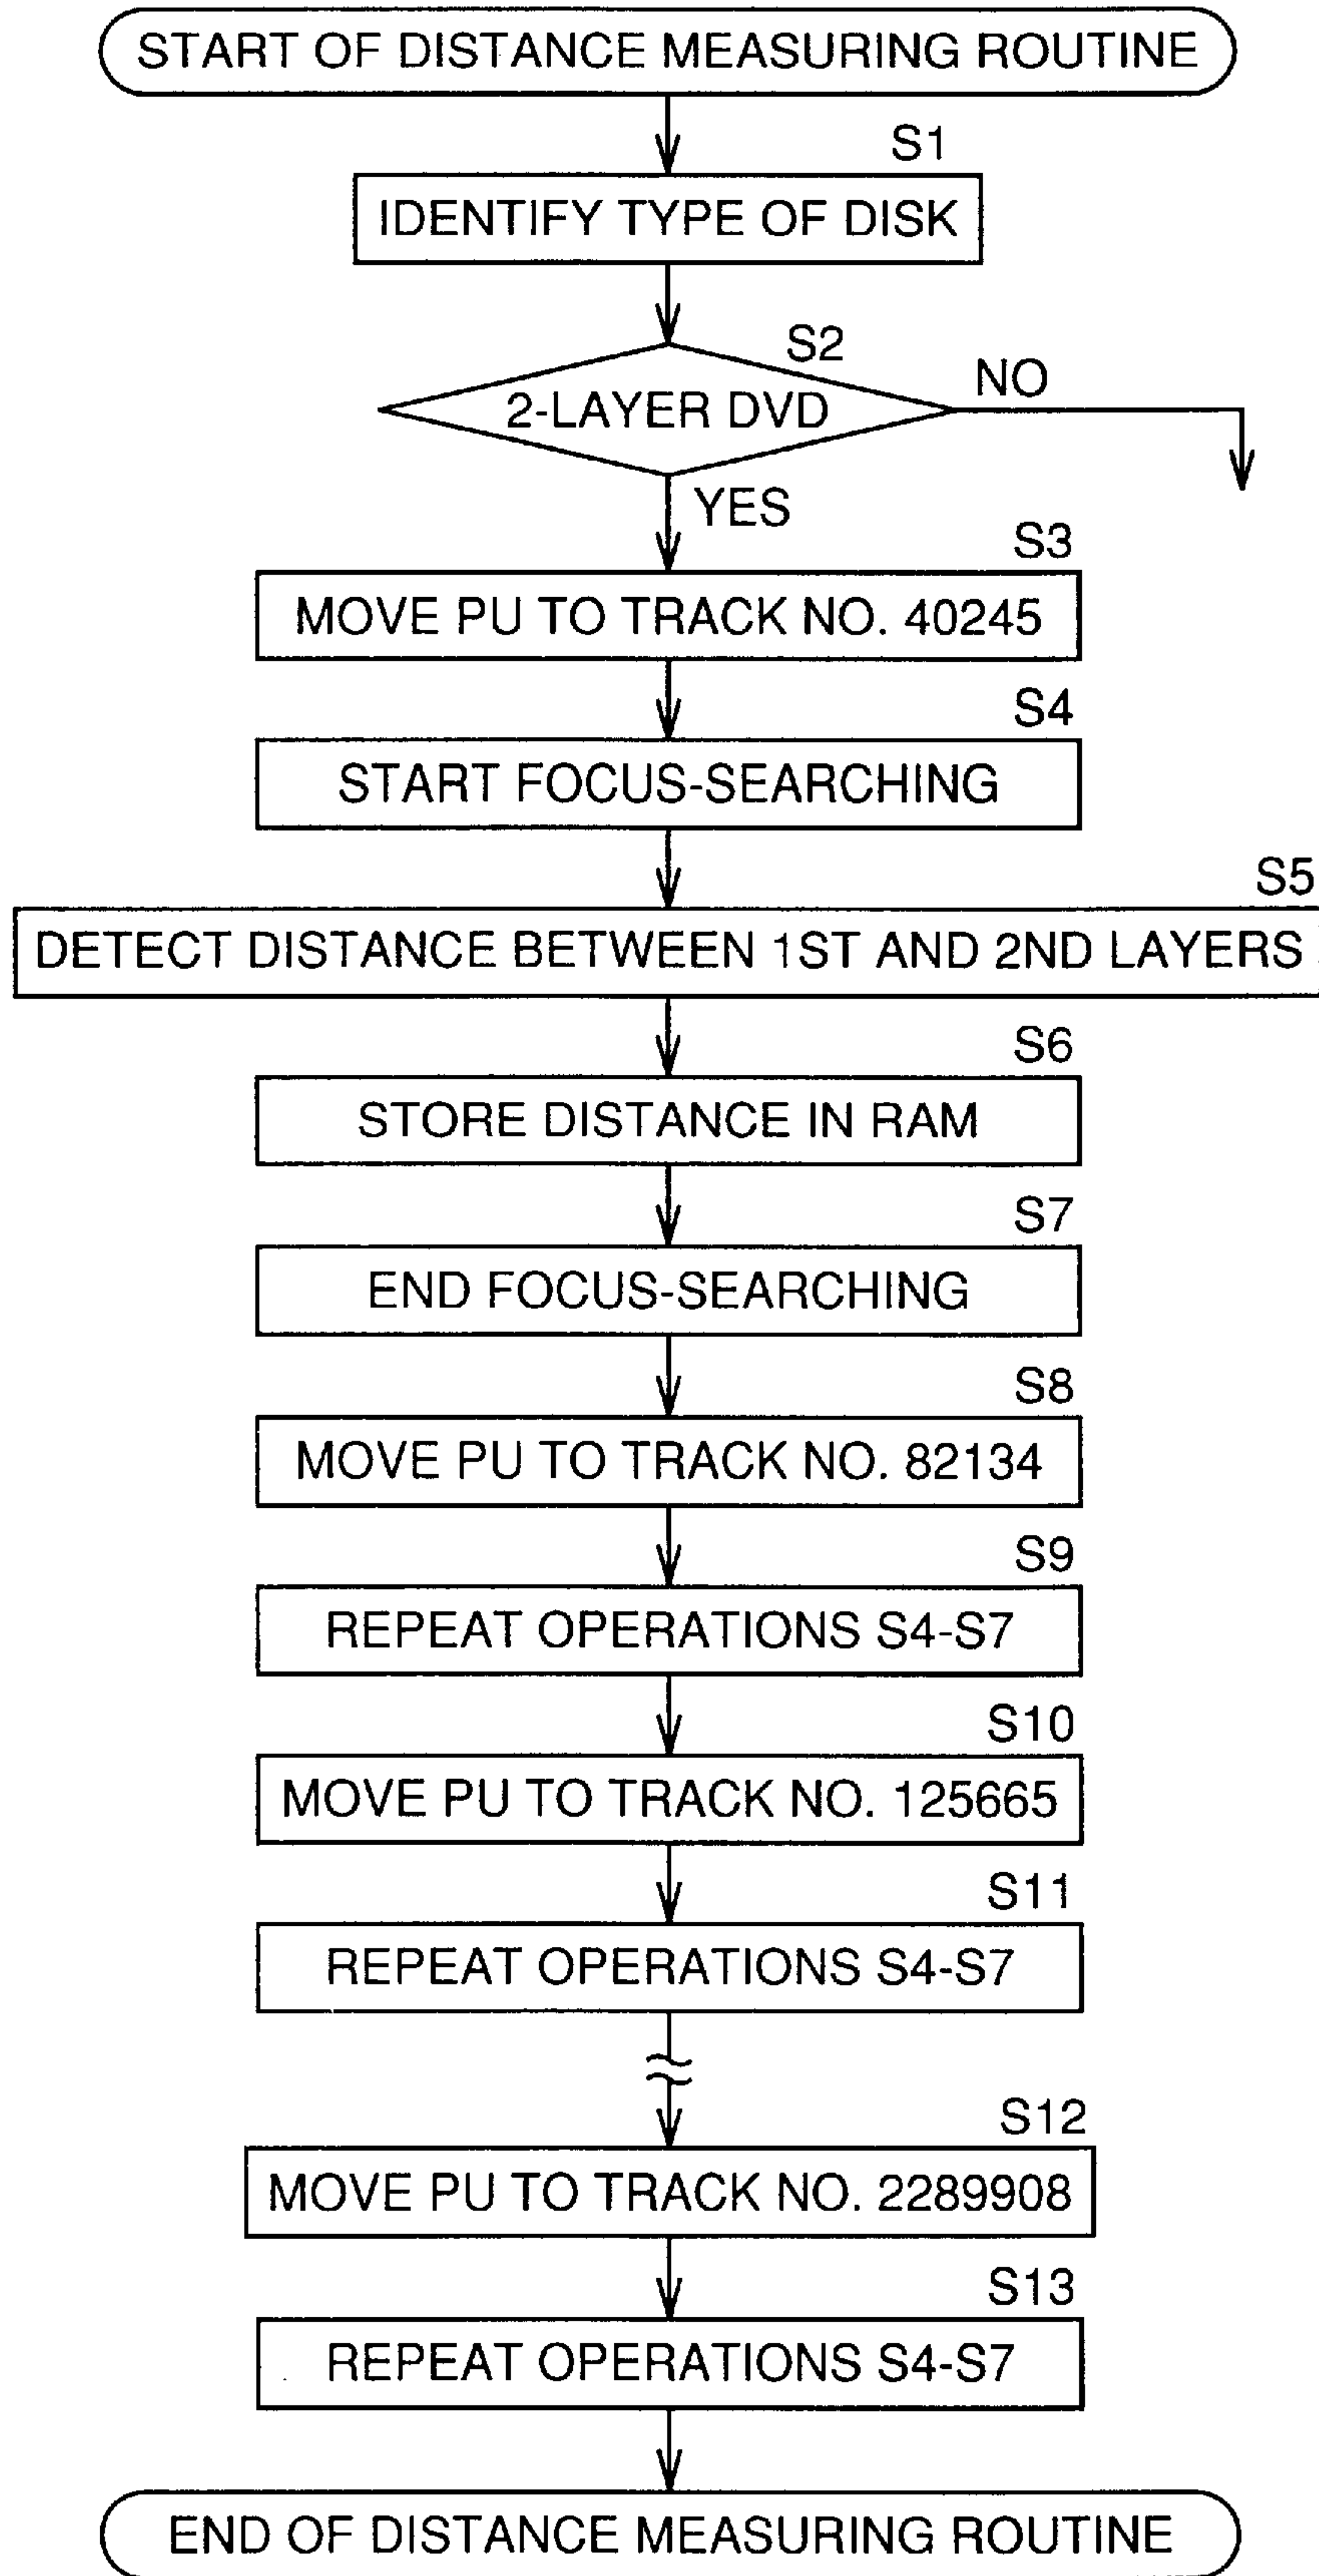 START OF DISTANCE MEASURING ROUTINE
S1
IDENTIFY TYPE OF DISK
S2
2-LAYER DVD
NO
YES
S3
MOVE PU TO TRACK NO. 40245
S4
START FOCUS-SEARCHING
S5
DETECT DISTANCE BETWEEN 1ST AND 2ND LAYERS
S6
STORE DISTANCE IN RAM
S7
END FOCUS-SEARCHING
S8
MOVE PU TO TRACK NO. 82134
S9
REPEAT OPERATIONS S4-S7
S10
MOVE PU TO TRACK NO. 125665
S11
REPEAT OPERATIONS S4-S7
S12
MOVE PU TO TRACK NO. 2289908
S13
REPEAT OPERATIONS S4-S7
END OF DISTANCE MEASURING ROUTINE